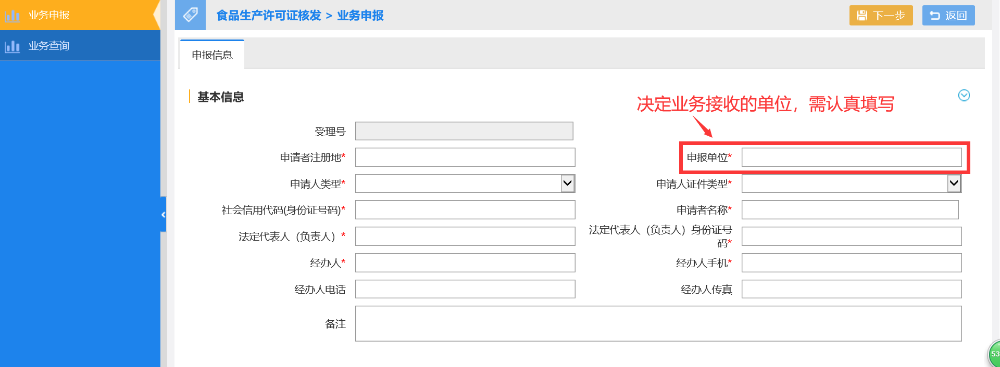 业务申报
业务查询
食品生产许可证核发 > 业务申报
下一步
返回
申报信息
基本信息
决定业务接收的单位，需认真填写
受理号
申请者注册地*
申报单位*
申请人类型*
申请人证件类型*
社会信用代码(身份证号码)*
申请者名称*
法定代表人（负责人）*
法定代表人（负责人）身份证号
码*
经办人*
经办人手机*
经办人电话
经办人传真
备注
53